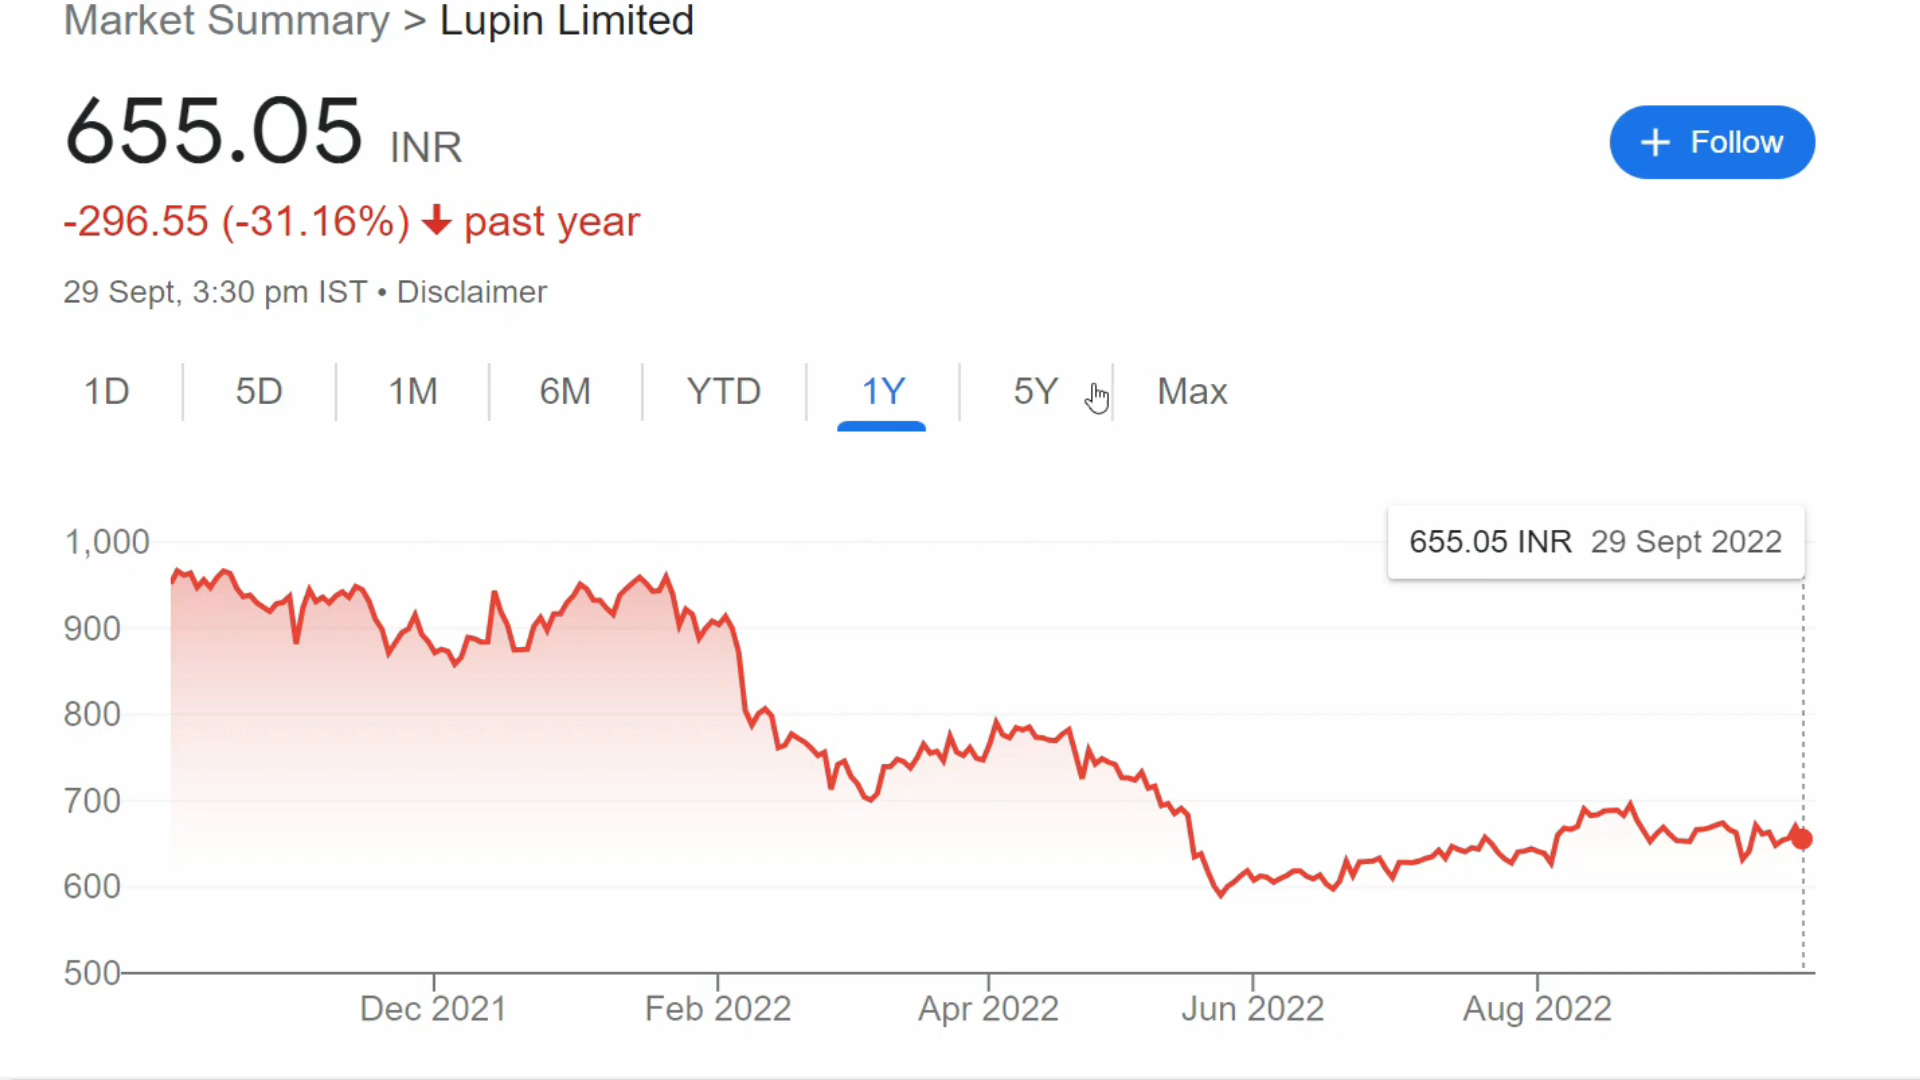 Market Summary > Lupin Limited
655.05 INR
+ Follow
-296.55 (-31.16%) ↓ past year
29 Sept, 3:30 pm IST • Disclaimer
1D 5D 1M 6M YTD 1Y 5Y Max
655.05 INR 29 Sept 2022
1,000
900
800
700
600
500
Dec 2021 Feb 2022 Apr 2022 Jun 2022 Aug 2022